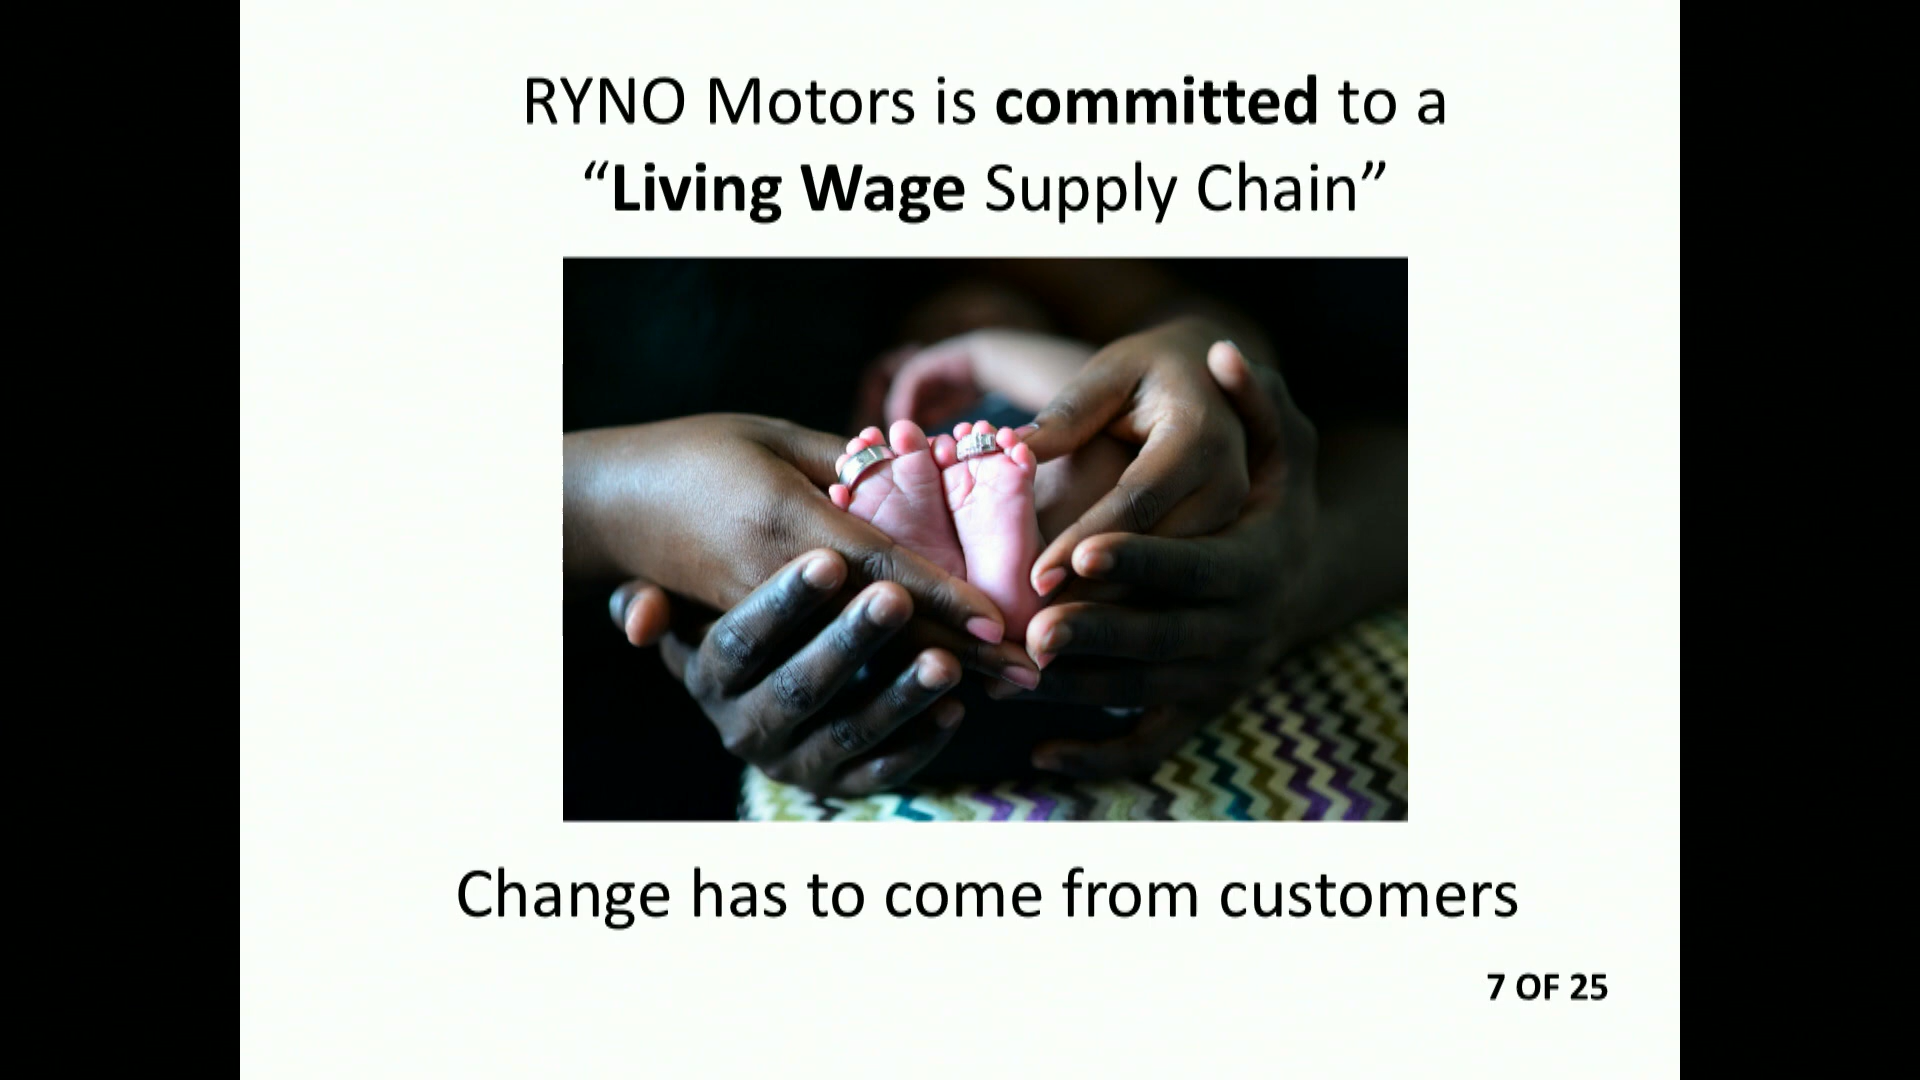 RYNO Motors is committed to a
“Living Wage Supply Chain”
Change has to come from customers
7 OF 25